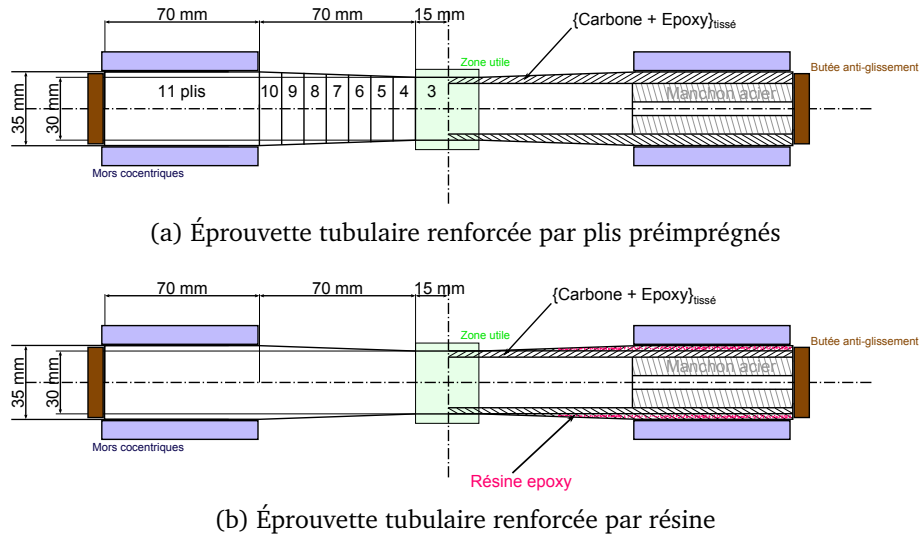 70 mm 70 mm 15 mm
{Carbone + Epoxy}tissé
Zone utile
Butée anti-glissement
35 mm
30 mm
11 plis 10 9 8 7 6 5 4 3
Manchon acier
Mors cocentriques
(a) Éprouvette tubulaire renforcée par plis préimprégnés
70 mm 70 mm 15 mm
{Carbone + Epoxy}tissé
Zone utile
Butée anti-glissement
35 mm
30 mm
Manchon acier
Mors cocentriques
Résine epoxy
(b) Éprouvette tubulaire renforcée par résine